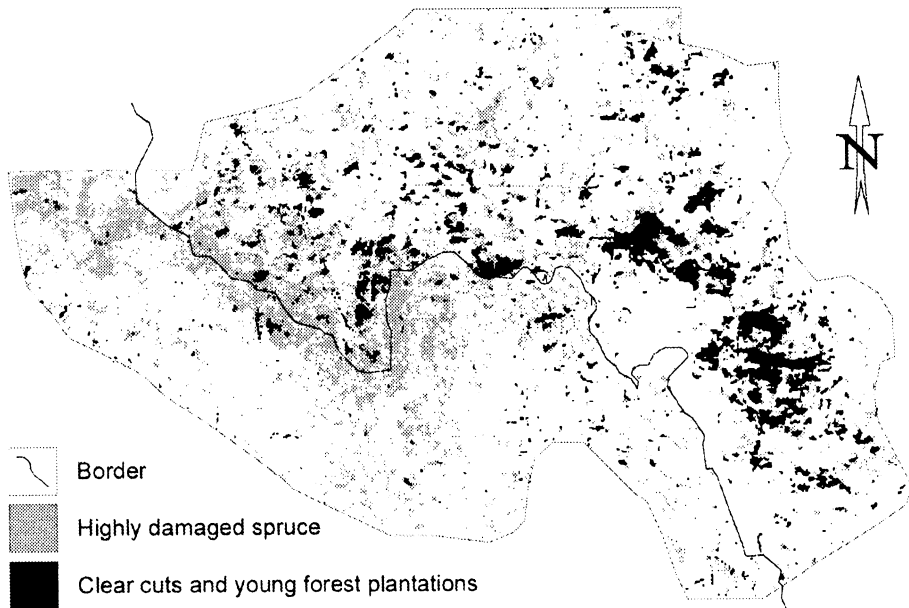 N
Border
Highly damaged spruce
Clear cuts and young forest plantations